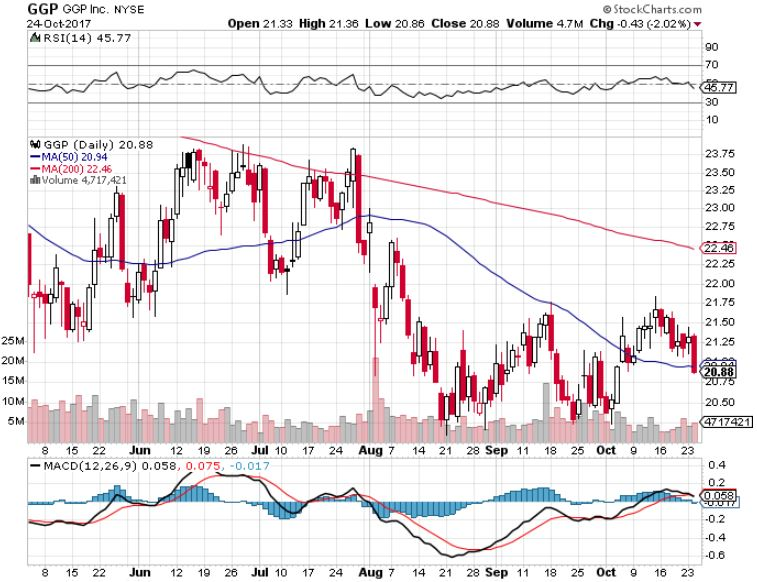 GGP GGP Inc. NYSE © StockCharts.com
24-Oct-2017 Open 21.33 High 21.36 Low 20.86 Close 20.88 Volume 4.7M Chg -0.43 (-2.02%)
RSI(14) 45.77
90
70
50
45.77
30
10
GGP (Daily) 20.88
MA(50) 20.94
MA(200) 22.46
Volume 4,717,421
23.75
23.50
23.25
23.00
22.75
22.46
22.25
22.00
21.75
21.50
21.25
20.88
20.75
20.50
25M
20M
15M
10M
5M
4717421
8 15 22 Jun 12 19 26 Jul 10 17 24 Aug 7 14 21 28 Sep 11 18 25 Oct 9 16 23
MACD(12,26,9) 0.058, 0.075, -0.017
0.4
0.2
0.058
-0.017
-0.2
-0.4
-0.6
8 15 22 Jun 12 19 26 Jul 10 17 24 Aug 7 14 21 28 Sep 11 18 25 Oct 9 16 23